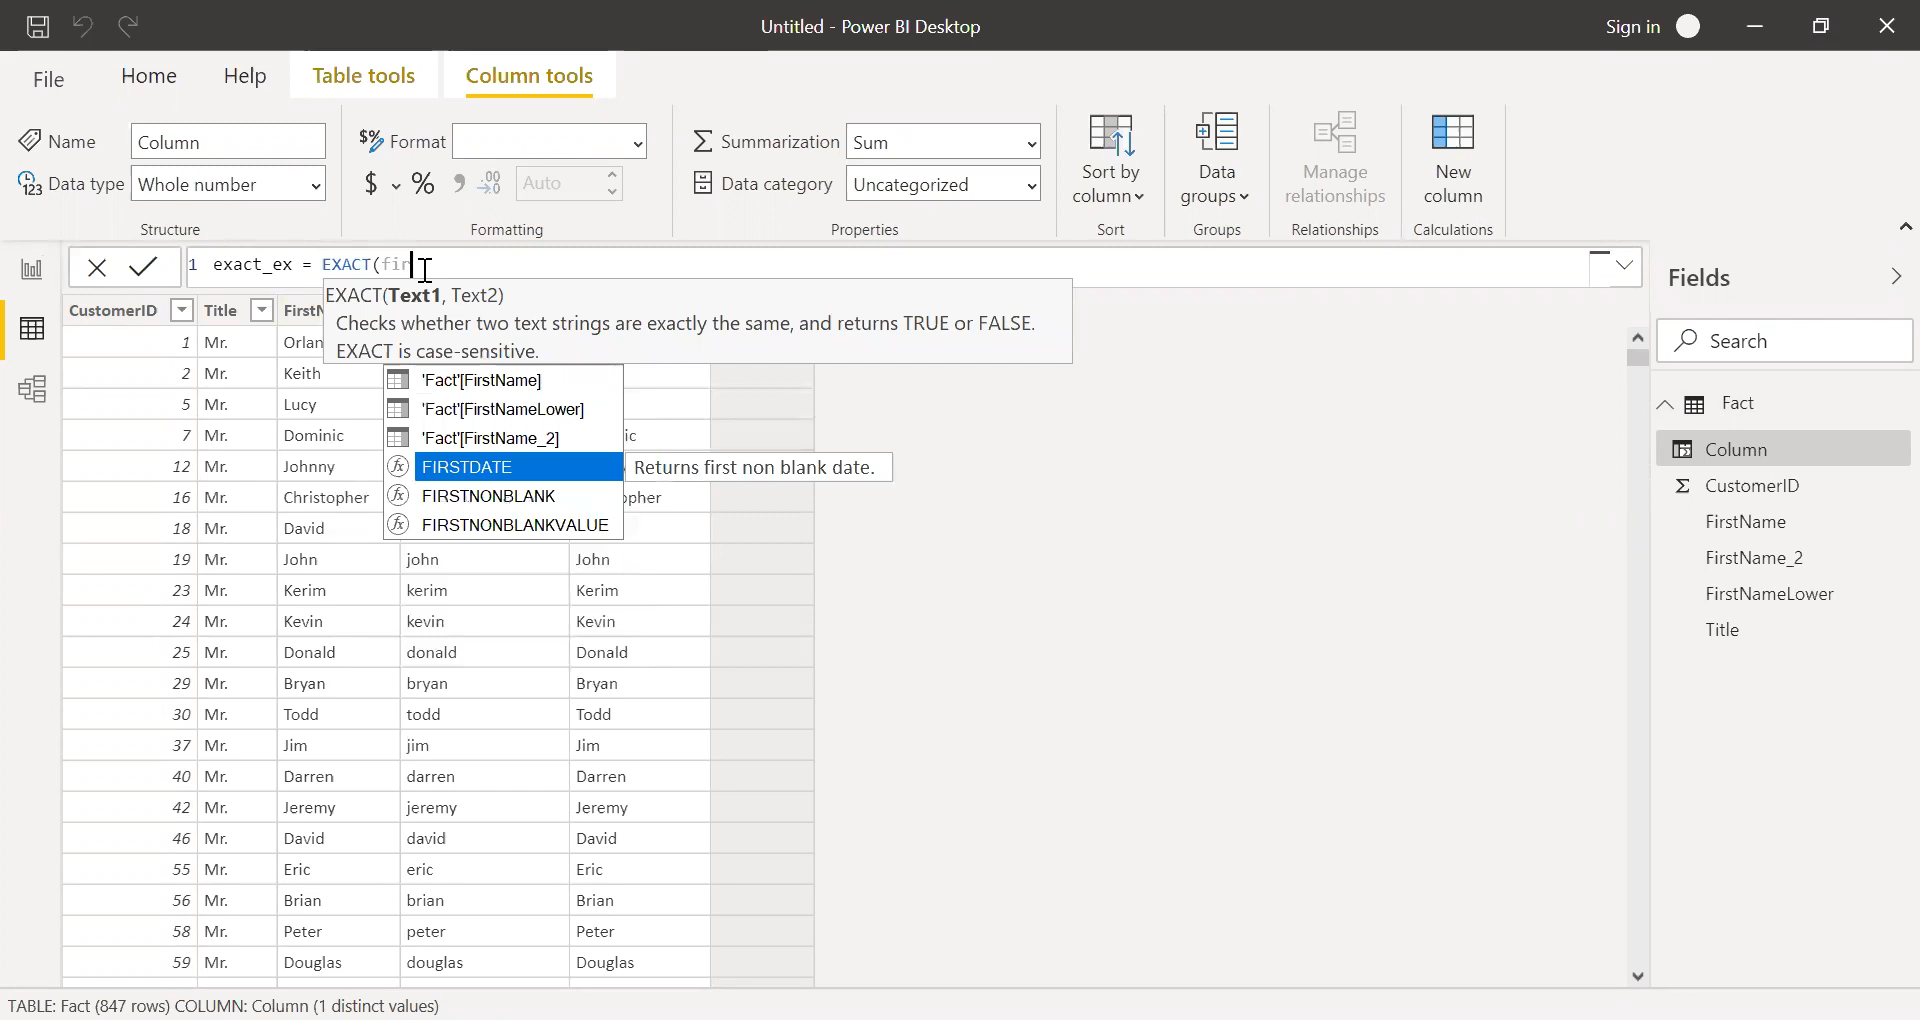 Untitled - Power BI Desktop
Sign in
File
Home
Help
Table tools
Column tools
Name
Column
Data type
Whole number
Structure
Format
$ % 9 .00
Auto
Formatting
Summarization
Sum
Data category
Uncategorized
Properties
Sort by
column
Sort
Data
groups
Groups
Manage
relationships
Relationships
New
column
Calculations
1 exact_ex = EXACT(fir
EXACT(Text1, Text2)
Checks whether two text strings are exactly the same, and returns TRUE or FALSE.
EXACT is case-sensitive.
'Fact'[FirstName]
'Fact'[FirstNameLower]
'Fact'[FirstName_2]
FIRSTDATE
Returns first non blank date.
FIRSTNONBLANK
FIRSTNONBLANKVALUE
CustomerID Title FirstN
1 Mr. Orlan
2 Mr. Keith
5 Mr. Lucy
7 Mr. Dominic ic
12 Mr. Johnny
16 Mr. Christopher opher
18 Mr. David
19 Mr. John john John
23 Mr. Kerim kerim Kerim
24 Mr. Kevin kevin Kevin
25 Mr. Donald donald Donald
29 Mr. Bryan bryan Bryan
30 Mr. Todd todd Todd
37 Mr. Jim jim Jim
40 Mr. Darren darren Darren
42 Mr. Jeremy jeremy Jeremy
46 Mr. David david David
55 Mr. Eric eric Eric
56 Mr. Brian brian Brian
58 Mr. Peter peter Peter
59 Mr. Douglas douglas Douglas
Fields
Search
Fact
Column
CustomerID
FirstName
FirstName_2
FirstNameLower
Title
TABLE: Fact (847 rows) COLUMN: Column (1 distinct values)